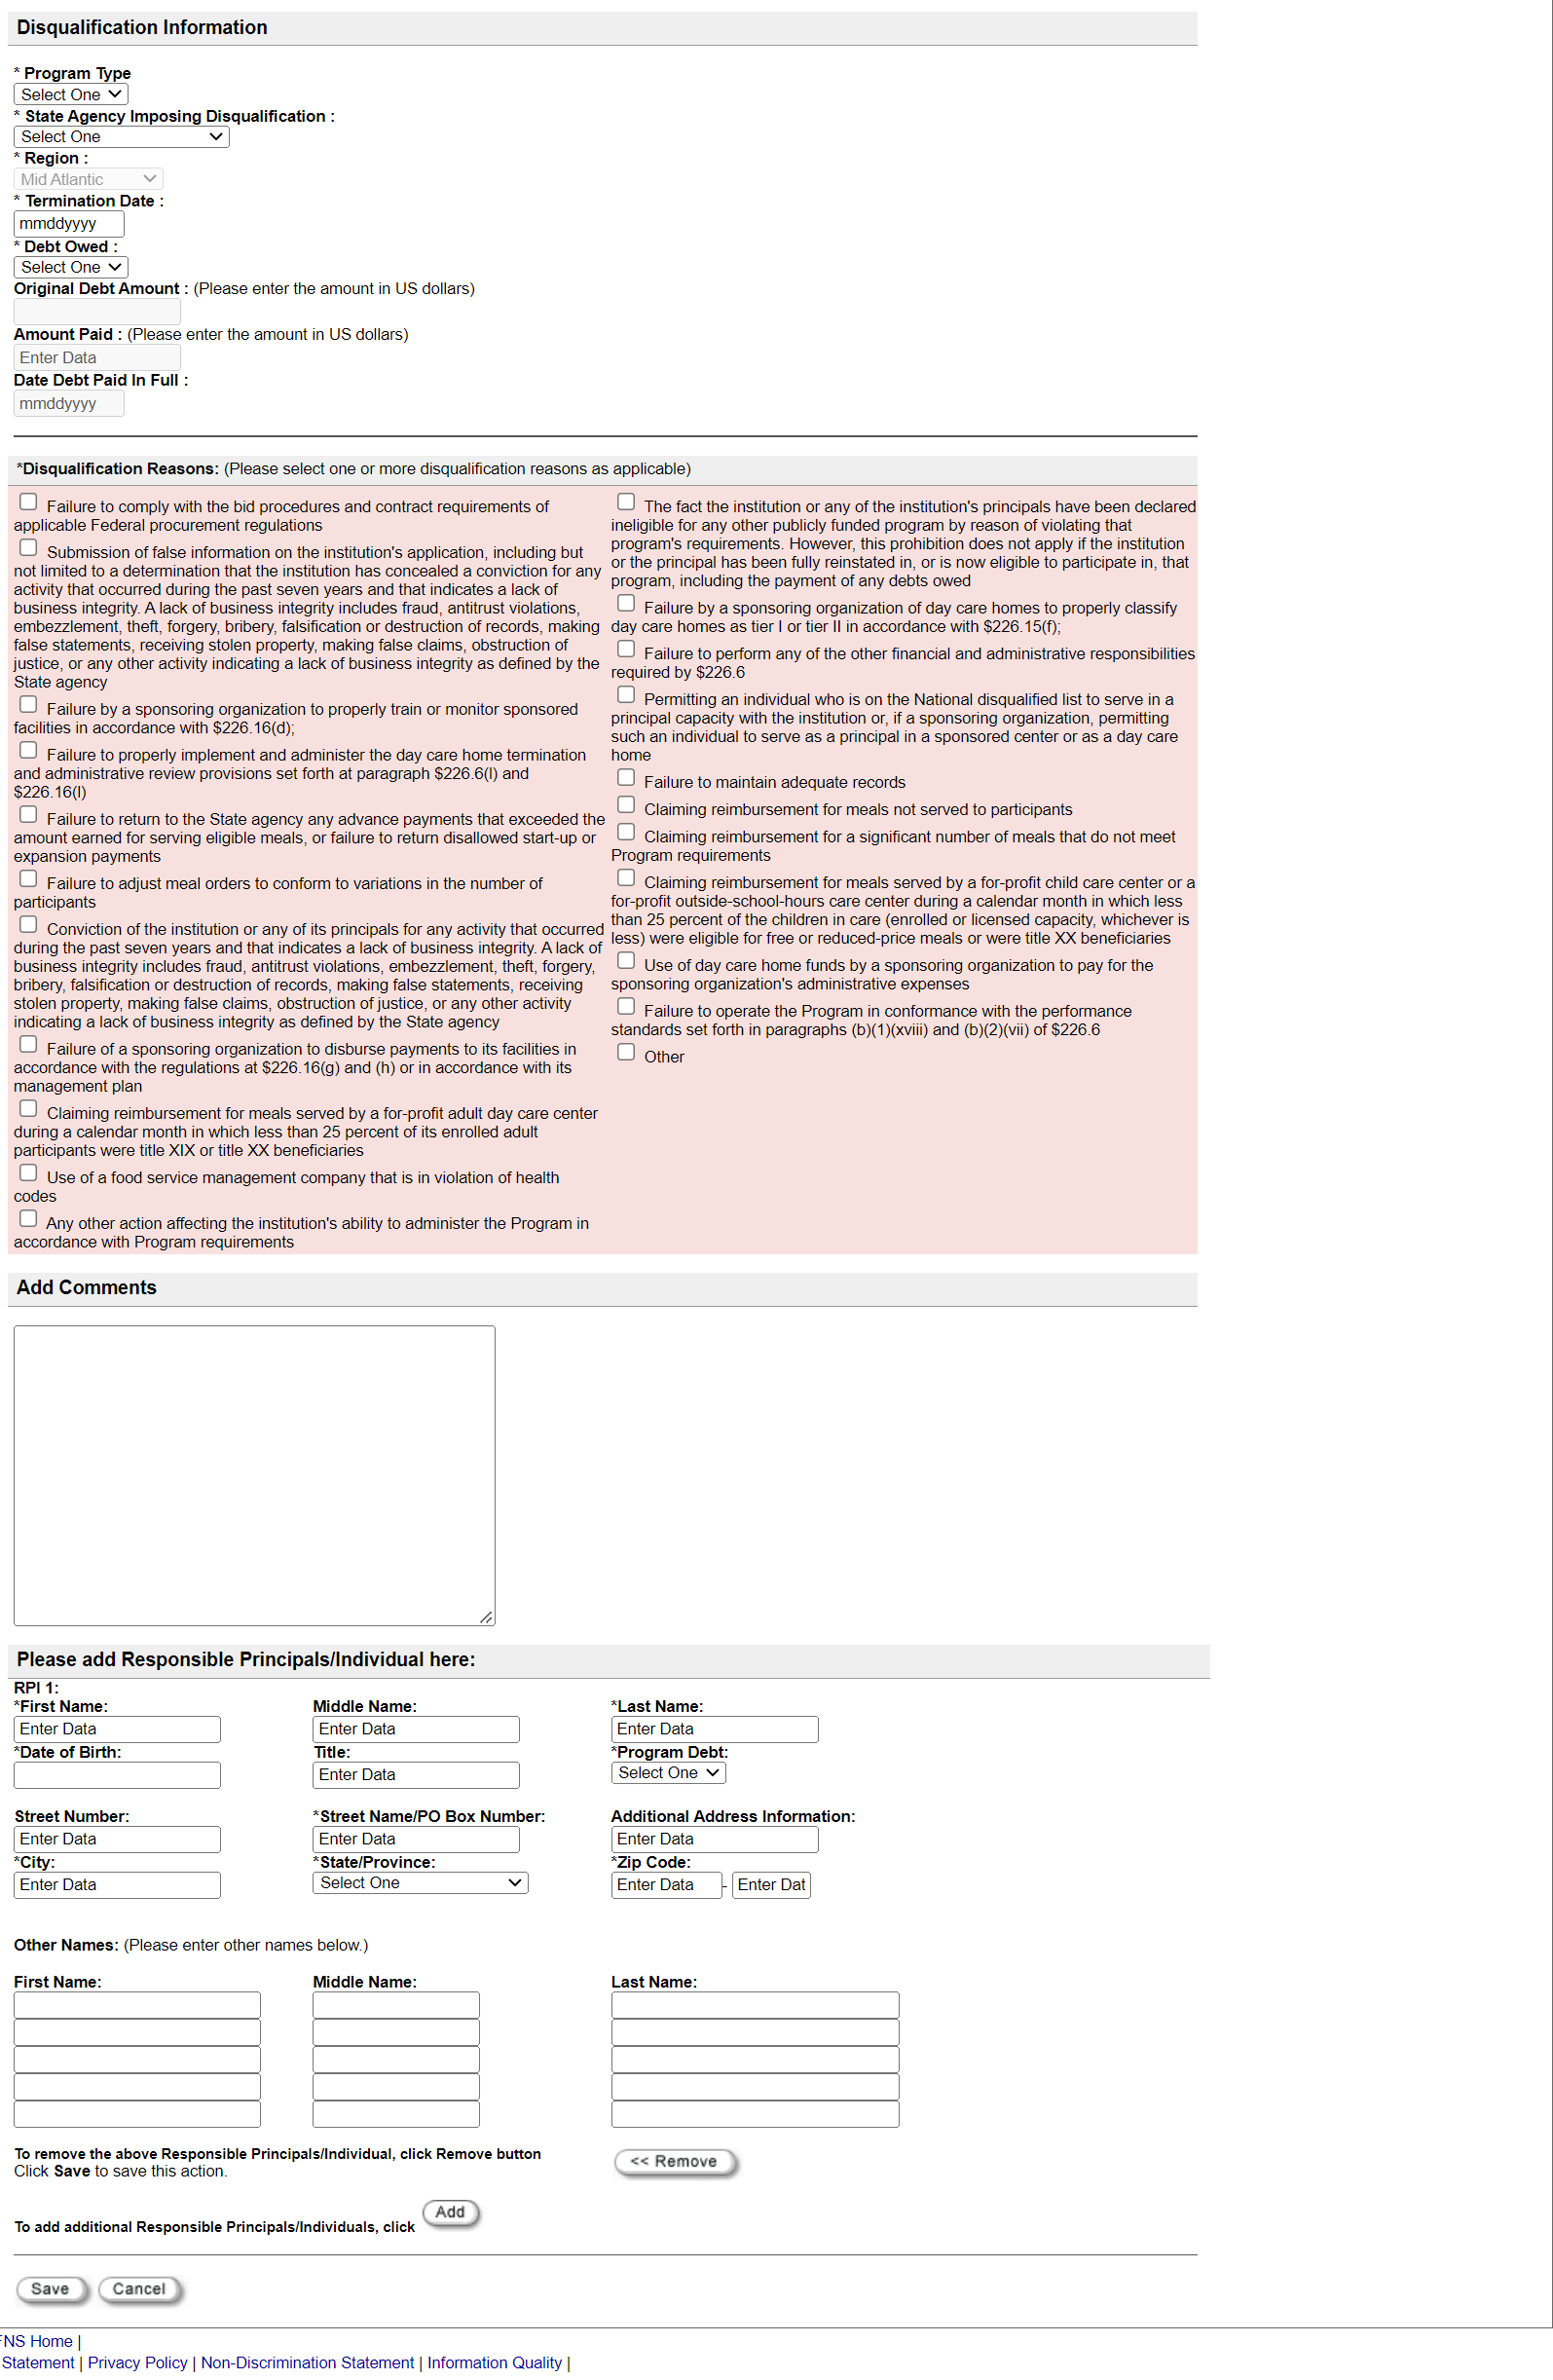 Disqualification Information
* Program Type
Select One
* State Agency Imposing Disqualification :
Select One
* Region :
Mid Atlantic
* Termination Date :
mmddyyyy
* Debt Owed :
Select One
Original Debt Amount : (Please enter the amount in US dollars)
Amount Paid : (Please enter the amount in US dollars)
Enter Data
Date Debt Paid In Full :
mmddyyyy
*Disqualification Reasons: (Please select one or more disqualification reasons as applicable)
Failure to comply with the bid procedures and contract requirements of
applicable Federal procurement regulations
Submission of false information on the institution's application, including but
not limited to a determination that the institution has concealed a conviction for any
activity that occurred during the past seven years and that indicates a lack of
business integrity. A lack of business integrity includes fraud, antitrust violations,
embezzlement, theft, forgery, bribery, falsification or destruction of records, making
false statements, receiving stolen property, making false claims, obstruction of
justice, or any other activity indicating a lack of business integrity as defined by the
State agency
Failure by a sponsoring organization to properly train or monitor sponsored
facilities in accordance with $226.16(d);
Failure to properly implement and administer the day care home termination
and administrative review provisions set forth at paragraph $226.6(l) and
$226.16(l)
Failure to return to the State agency any advance payments that exceeded the
amount earned for serving eligible meals, or failure to return disallowed start-up or
expansion payments
Failure to adjust meal orders to conform to variations in the number of
participants
Conviction of the institution or any of its principals for any activity that occurred
during the past seven years and that indicates a lack of business integrity. A lack of
business integrity includes fraud, antitrust violations, embezzlement, theft, forgery,
bribery, falsification or destruction of records, making false statements, receiving
stolen property, making false claims, obstruction of justice, or any other activity
indicating a lack of business integrity as defined by the State agency
Failure of a sponsoring organization to disburse payments to its facilities in
accordance with the regulations at $226.16(g) and (h) or in accordance with its
management plan
Claiming reimbursement for meals served by a for-profit adult day care center
during a calendar month in which less than 25 percent of its enrolled adult
participants were title XIX or title XX beneficiaries
Use of a food service management company that is in violation of health
codes
Any other action affecting the institution's ability to administer the Program in
accordance with Program requirements
The fact the institution or any of the institution's principals have been declared
ineligible for any other publicly funded program by reason of violating that
program's requirements. However, this prohibition does not apply if the institution
or the principal has been fully reinstated in, or is now eligible to participate in, that
program, including the payment of any debts owed
Failure by a sponsoring organization of day care homes to properly classify
day care homes as tier I or tier II in accordance with $226.15(f);
Failure to perform any of the other financial and administrative responsibilities
required by $226.6
Permitting an individual who is on the National disqualified list to serve in a
principal capacity with the institution or, if a sponsoring organization, permitting
such an individual to serve as a principal in a sponsored center or as a day care
home
Failure to maintain adequate records
Claiming reimbursement for meals not served to participants
Claiming reimbursement for a significant number of meals that do not meet
Program requirements
Claiming reimbursement for meals served by a for-profit child care center or a
for-profit outside-school-hours care center during a calendar month in which less
than 25 percent of the children in care (enrolled or licensed capacity, whichever is
less) were eligible for free or reduced-price meals or were title XX beneficiaries
Use of day care home funds by a sponsoring organization to pay for the
sponsoring organization's administrative expenses
Failure to operate the Program in conformance with the performance
standards set forth in paragraphs (b)(1)(xviii) and (b)(2)(vii) of $226.6
Other
Add Comments
Please add Responsible Principals/Individual here:
RPI 1:
*First Name: Middle Name: *Last Name:
Enter Data Enter Data Enter Data
*Date of Birth: Title: *Program Debt:
Enter Data Select One
Street Number: *Street Name/PO Box Number: Additional Address Information:
Enter Data Enter Data Enter Data
*City: *State/Province: *Zip Code:
Enter Data Select One Enter Data - Enter Dat
Other Names: (Please enter other names below.)
First Name: Middle Name: Last Name:
To remove the above Responsible Principals/Individual, click Remove button
Click Save to save this action.
<< Remove
To add additional Responsible Principals/Individuals, click Add
Save Cancel
FNS Home |
Statement | Privacy Policy | Non-Discrimination Statement | Information Quality |